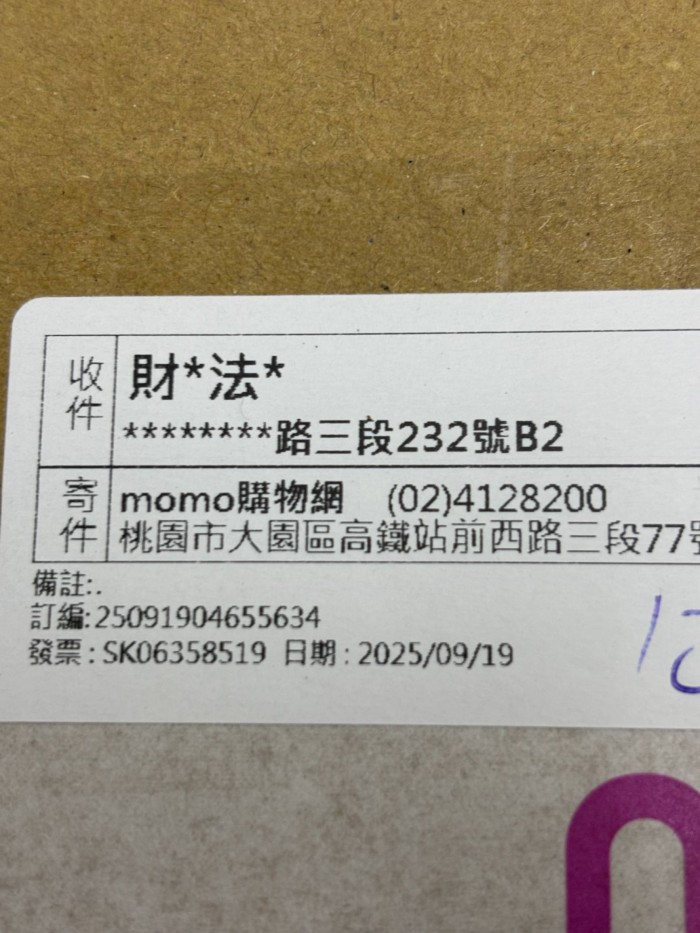 收件
財*法*
********路三段232號B2
寄件
momo購物網 (02)4128200
桃園市大園區高鐵站前西路三段77號
備註:.
訂編:25091904655634
發票:SK06358519 日期:2025/09/19